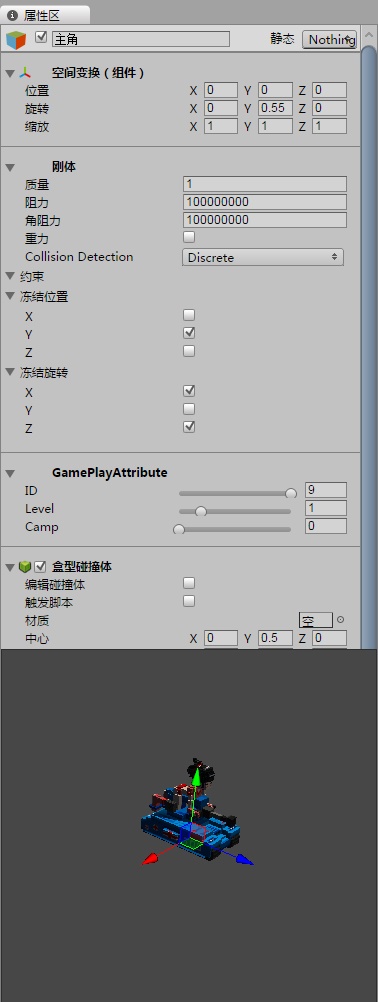 属性区
主角 静态 Nothing
空间变换（组件）
位置 X 0 Y 0 Z 0
旋转 X 0 Y 0.55 Z 0
缩放 X 1 Y 1 Z 1
刚体
质量 1
阻力 100000000
角阻力 100000000
重力
Collision Detection Discrete
约束
冻结位置
X
Y
Z
冻结旋转
X
Y
Z
GamePlayAttribute
ID 9
Level 1
Camp 0
盒型碰撞体
编辑碰撞体
触发脚本
材质 空
中心 X 0 Y 0.5 Z 0